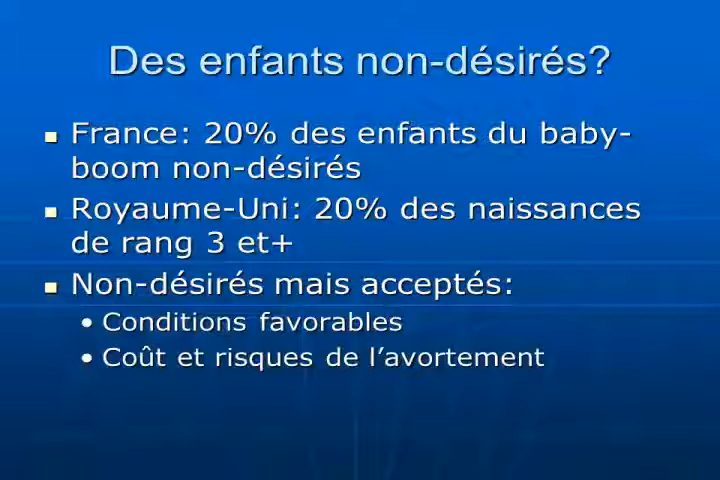 Des enfants non-désirés?
France: 20% des enfants du baby-
boom non-désirés
Royaume-Uni: 20% des naissances
de rang 3 et+
Non-désirés mais acceptés:
Conditions favorables
Coût et risques de l'avortement